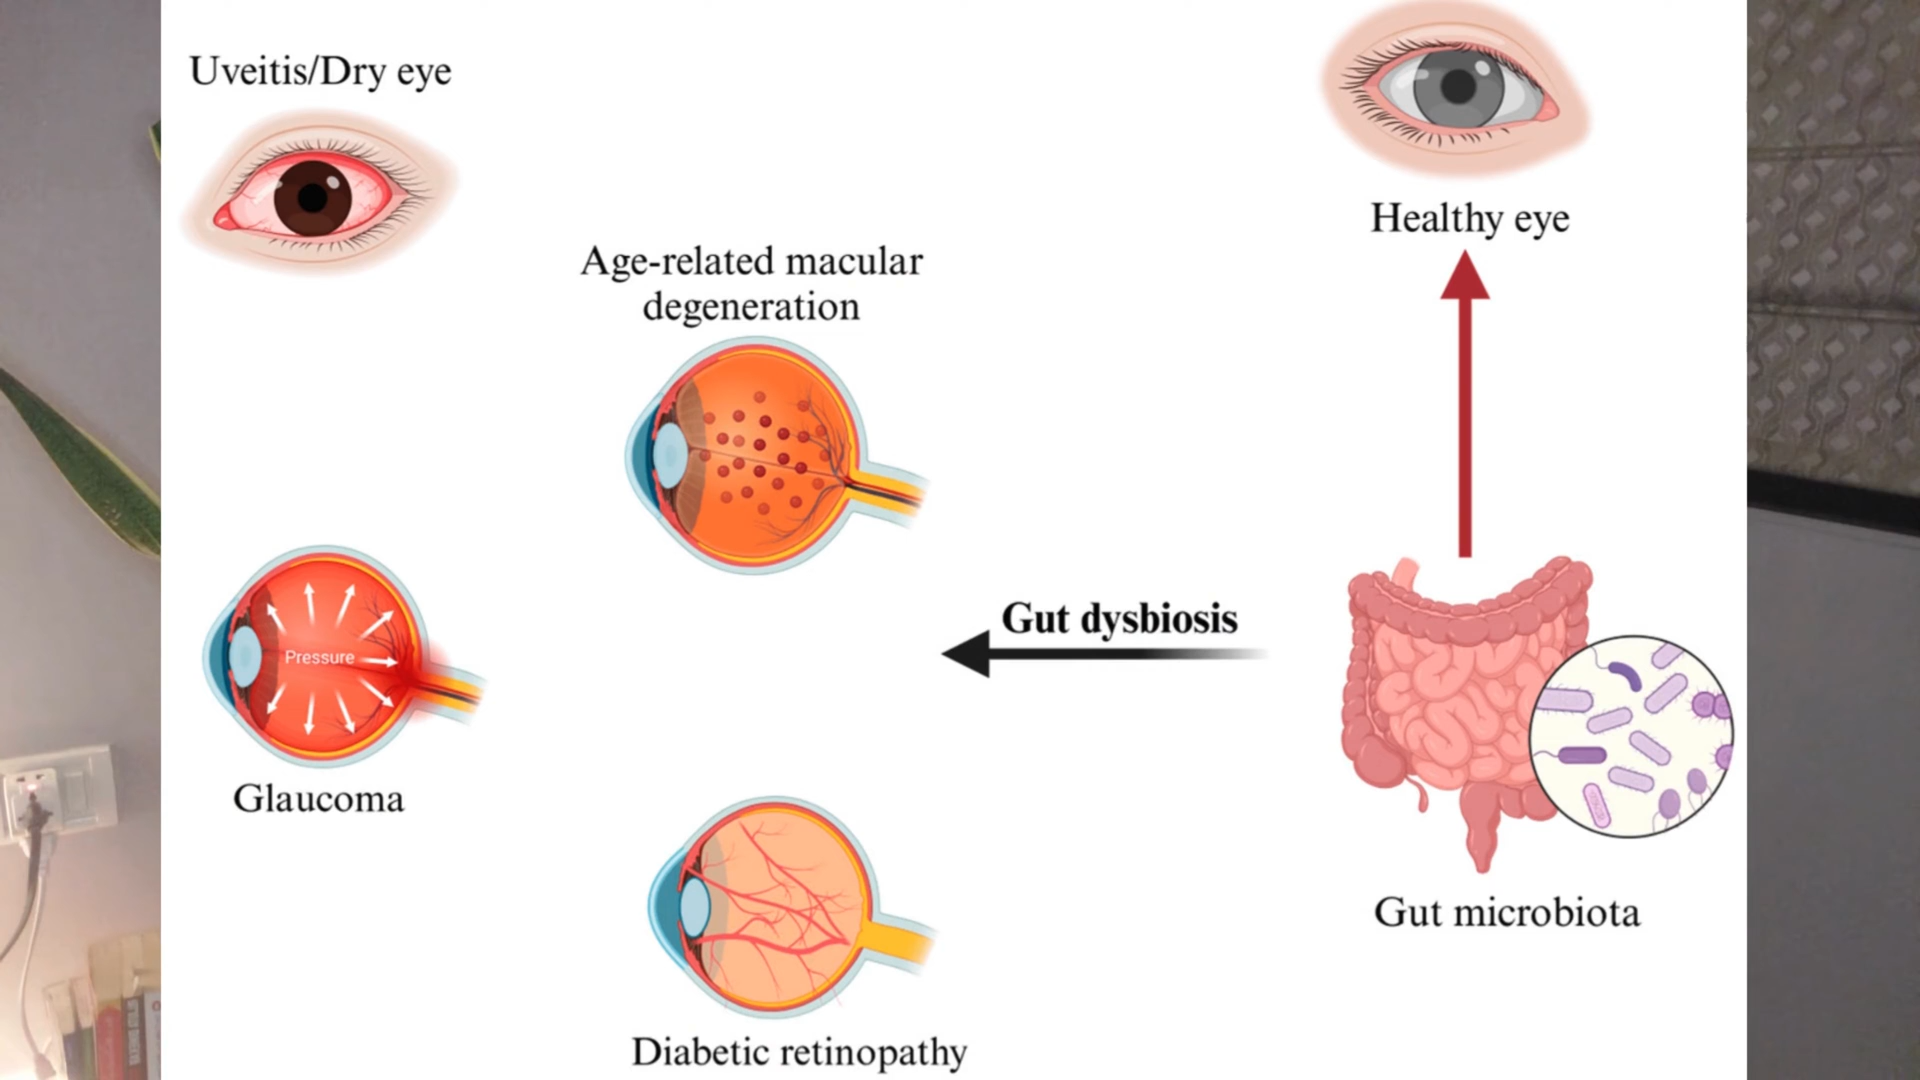 Uveitis/Dry eye
Healthy eye
Age-related macular
degeneration
Gut dysbiosis
Pressure
Glaucoma
Gut microbiota
Diabetic retinopathy